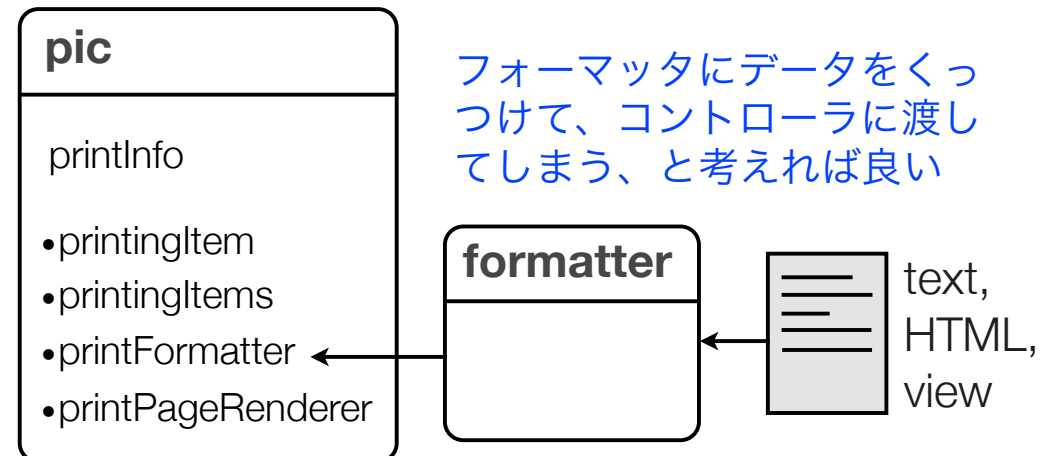 pic
printInfo
•printingItem
•printingItems
•printFormatter
•printPageRenderer
フォーマッタにデータをくっ
つけて、コントローラに渡し
てしまう、と考えれば良い
formatter
text,
HTML,
view